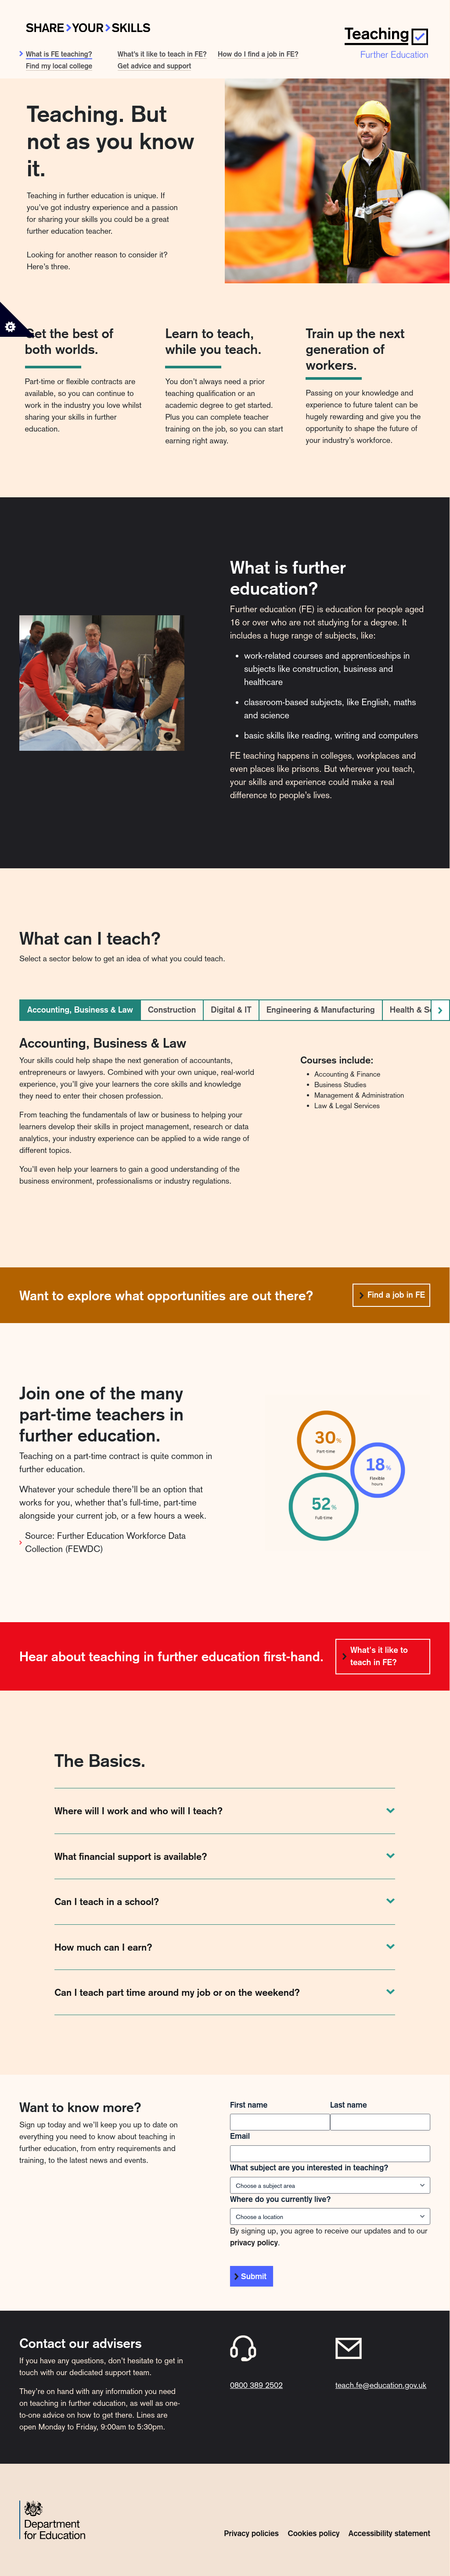 SHARE YOUR SKILLS
What is FE teaching?
What's it like to teach in FE?
How do I find a job in FE?
Find my local college
Get advice and support
Teaching
Further Education
Teaching. But
not as you know
it.
Teaching in further education is unique. If
you've got industry experience and a passion
for sharing your skills you could be a great
further education teacher.
Looking for another reason to consider it?
Here's three.
Get the best of
both worlds.
Part-time or flexible contracts are
available, so you can continue to
work in the industry you love whilst
sharing your skills in further
education.
Learn to teach,
while you teach.
You don't always need a prior
teaching qualification or an
academic degree to get started.
Plus you can complete teacher
training on the job, so you can start
earning right away.
Train up the next
generation of
workers.
Passing on your knowledge and
experience to future talent can be
hugely rewarding and give you the
opportunity to shape the future of
your industry's workforce.
What is further
education?
Further education (FE) is education for people aged
16 or over who are not studying for a degree. It
includes a huge range of subjects, like:
work-related courses and apprenticeships in
subjects like construction, business and
healthcare
classroom-based subjects, like English, maths
and science
basic skills like reading, writing and computers
FE teaching happens in colleges, workplaces and
even places like prisons. But wherever you teach,
your skills and experience could make a real
difference to people's lives.
What can I teach?
Select a sector below to get an idea of what you could teach.
Accounting, Business & Law
Construction
Digital & IT
Engineering & Manufacturing
Health & Sc
Accounting, Business & Law
Your skills could help shape the next generation of accountants,
entrepreneurs or lawyers. Combined with your own unique, real-world
experience, you'll give your learners the core skills and knowledge
they need to enter their chosen profession.
From teaching the fundamentals of law or business to helping your
learners develop their skills in project management, research or data
analytics, your industry experience can be applied to a wide range of
different topics.
You'll even help your learners to gain a good understanding of the
business environment, professionalisms or industry regulations.
Courses include:
Accounting & Finance
Business Studies
Management & Administration
Law & Legal Services
Want to explore what opportunities are out there?
Find a job in FE
Join one of the many
part-time teachers in
further education.
Teaching on a part-time contract is quite common in
further education.
Whatever your schedule there'll be an option that
works for you, whether that's full-time, part-time
alongside your current job, or a few hours a week.
Source: Further Education Workforce Data
Collection (FEWDC)
30%
Part-time
18%
Flexible
hours
52%
Full-time
Hear about teaching in further education first-hand.
What's it like to
teach in FE?
The Basics.
Where will I work and who will I teach?
What financial support is available?
Can I teach in a school?
How much can I earn?
Can I teach part time around my job or on the weekend?
Want to know more?
Sign up today and we'll keep you up to date on
everything you need to know about teaching in
further education, from entry requirements and
training, to the latest news and events.
First name
Last name
Email
What subject are you interested in teaching?
Choose a subject area
Where do you currently live?
Choose a location
By signing up, you agree to receive our updates and to our
privacy policy.
Submit
Contact our advisers
If you have any questions, don't hesitate to get in
touch with our dedicated support team.
They're on hand with any information you need
on teaching in further education, as well as one-
to-one advice on how to get there. Lines are
open Monday to Friday, 9:00am to 5:30pm.
0800 389 2502
teach.fe@education.gov.uk
Department
for Education
Privacy policies
Cookies policy
Accessibility statement